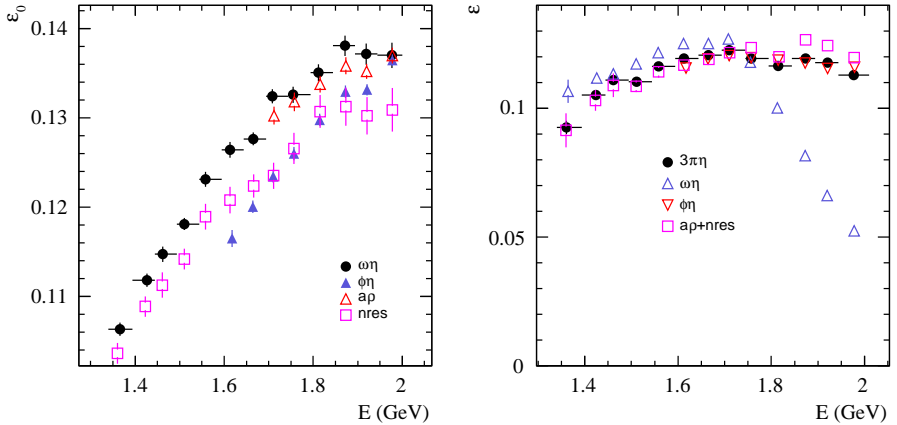 ε₀
0.14
0.13
0.12
0.11
ωη
ϕη
aρ
nres
1.4 1.6 1.8 2
E (GeV)
ε
0.1
0.05
0
3πη
ωη
ϕη
aρ+nres
1.4 1.6 1.8 2
E (GeV)